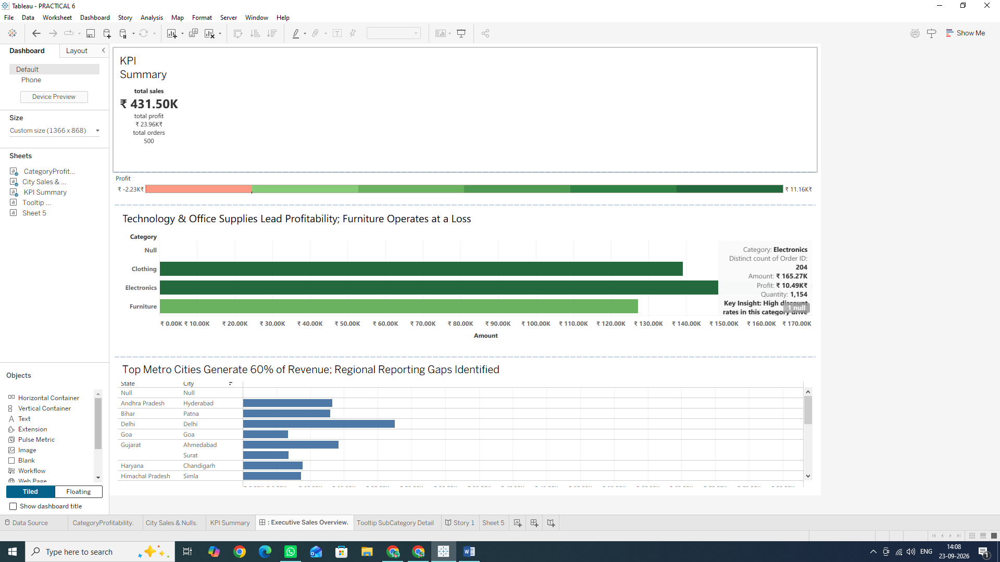 Tableau - PRACTICAL 6
File Data Worksheet Dashboard Story Analysis Map Format Server Window Help
Show Me
Dashboard Layout
Default
Phone
Device Preview
Size
Custom size (1366 x 868)
Sheets
CategoryProfit...
City Sales & ...
KPI Summary
Tooltip ...
Sheet 5
Objects
Horizontal Container
Vertical Container
Text
Extension
Pulse Metric
Image
Blank
Workflow
Web Page
Tiled Floating
Show dashboard title
KPI
Summary
total sales
₹ 431.50K
total profit
₹ 23.96K₹
total orders
500
Profit
₹ -2.23K₹ ₹ 11.16K₹
Technology & Office Supplies Lead Profitability; Furniture Operates at a Loss
Category
Null
Clothing
Electronics
Furniture
Category: Electronics
Distinct count of Order ID:
204
Amount: ₹ 165.27K
Profit: ₹ 10.49K₹
Quantity: 1,154
Key Insight: High discount
rates in this category drive
1 null
₹ 0.00K ₹ 10.00K ₹ 20.00K ₹ 30.00K ₹ 40.00K ₹ 50.00K ₹ 60.00K ₹ 70.00K ₹ 80.00K ₹ 90.00K ₹ 100.00K ₹ 110.00K ₹ 120.00K ₹ 130.00K ₹ 140.00K ₹ 150.00K ₹ 160.00K ₹ 170.00K
Amount
Top Metro Cities Generate 60% of Revenue; Regional Reporting Gaps Identified
State City
Null Null
Andhra Pradesh Hyderabad
Bihar Patna
Delhi Delhi
Goa Goa
Gujarat Ahmedabad
Surat
Haryana Chandigarh
Himachal Pradesh Simla
Data Source CategoryProfitability. City Sales & Nulls. KPI Summary : Executive Sales Overview. Tooltip SubCategory Detail Story 1 Sheet 5
Type here to search
ENG
14:08
23-09-2026
1